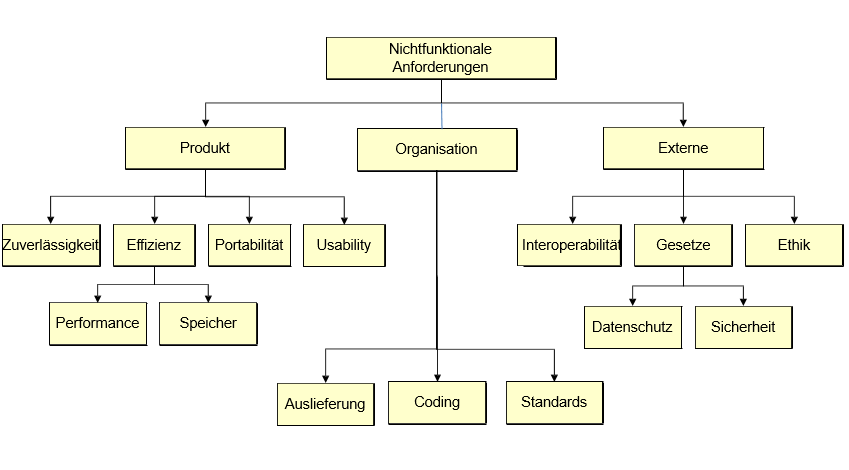 Nichtfunktionale
Anforderungen
Produkt
Organisation
Externe
Zuverlässigkeit
Effizienz
Portabilität
Usability
Interoperabilität
Gesetze
Ethik
Performance
Speicher
Datenschutz
Sicherheit
Auslieferung
Coding
Standards